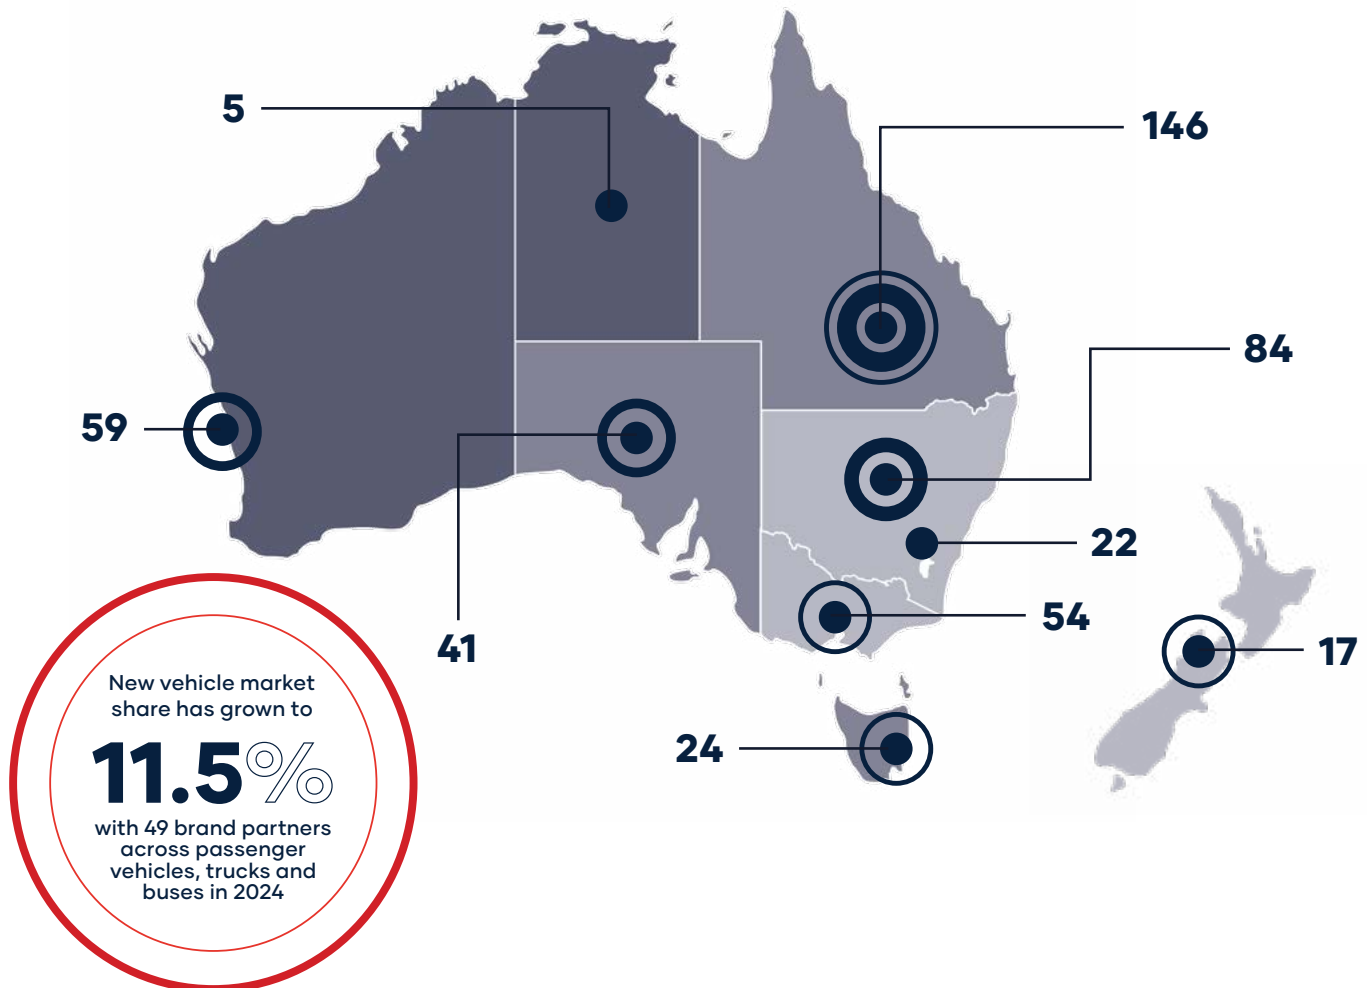 5
146
84
59
41
22
54
17
24
New vehicle market
share has grown to
11.5%
with 49 brand partners
across passenger
vehicles, trucks and
buses in 2024